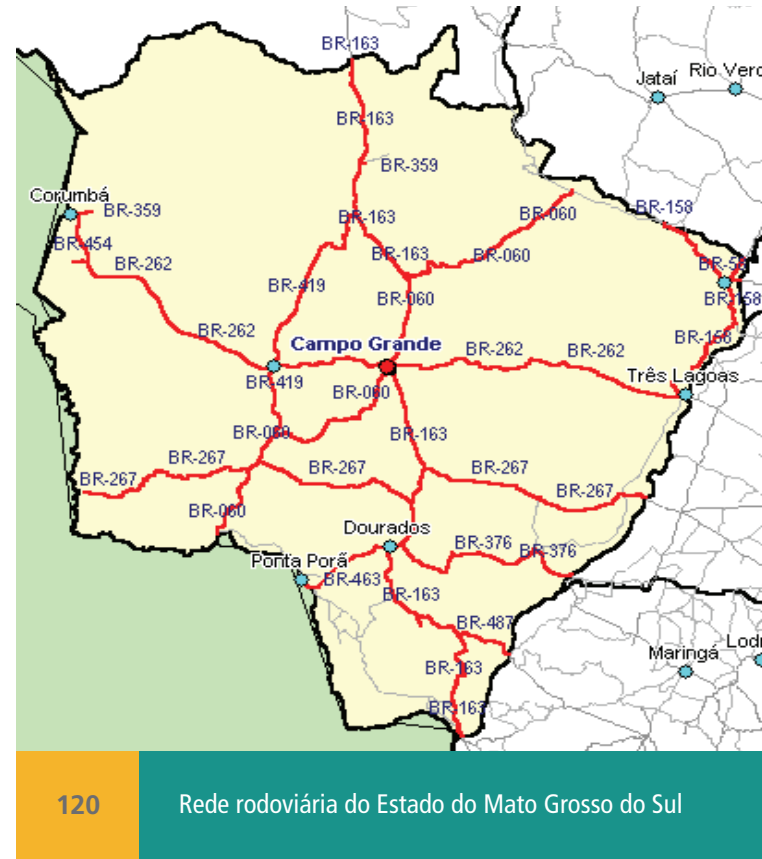 BR-163
Jataí
Rio Verd
BR-163
BR-359
Corumbá
BR-359
BR-163
BR-060
BR-158
BR-454
BR-262
BR-163
BR-060
BR-419
BR-060
BR-158
BR-262
Campo Grande
BR-262
BR-262
BR-158
BR-419
BR-060
Três Lagoas
BR-060
BR-163
BR-267
BR-267
BR-267
BR-267
BR-267
BR-060
Dourados
BR-376
BR-376
Ponta Porã
BR-463
BR-163
BR-487
Maringá
Lod
BR-163
BR-163
120
Rede rodoviária do Estado do Mato Grosso do Sul